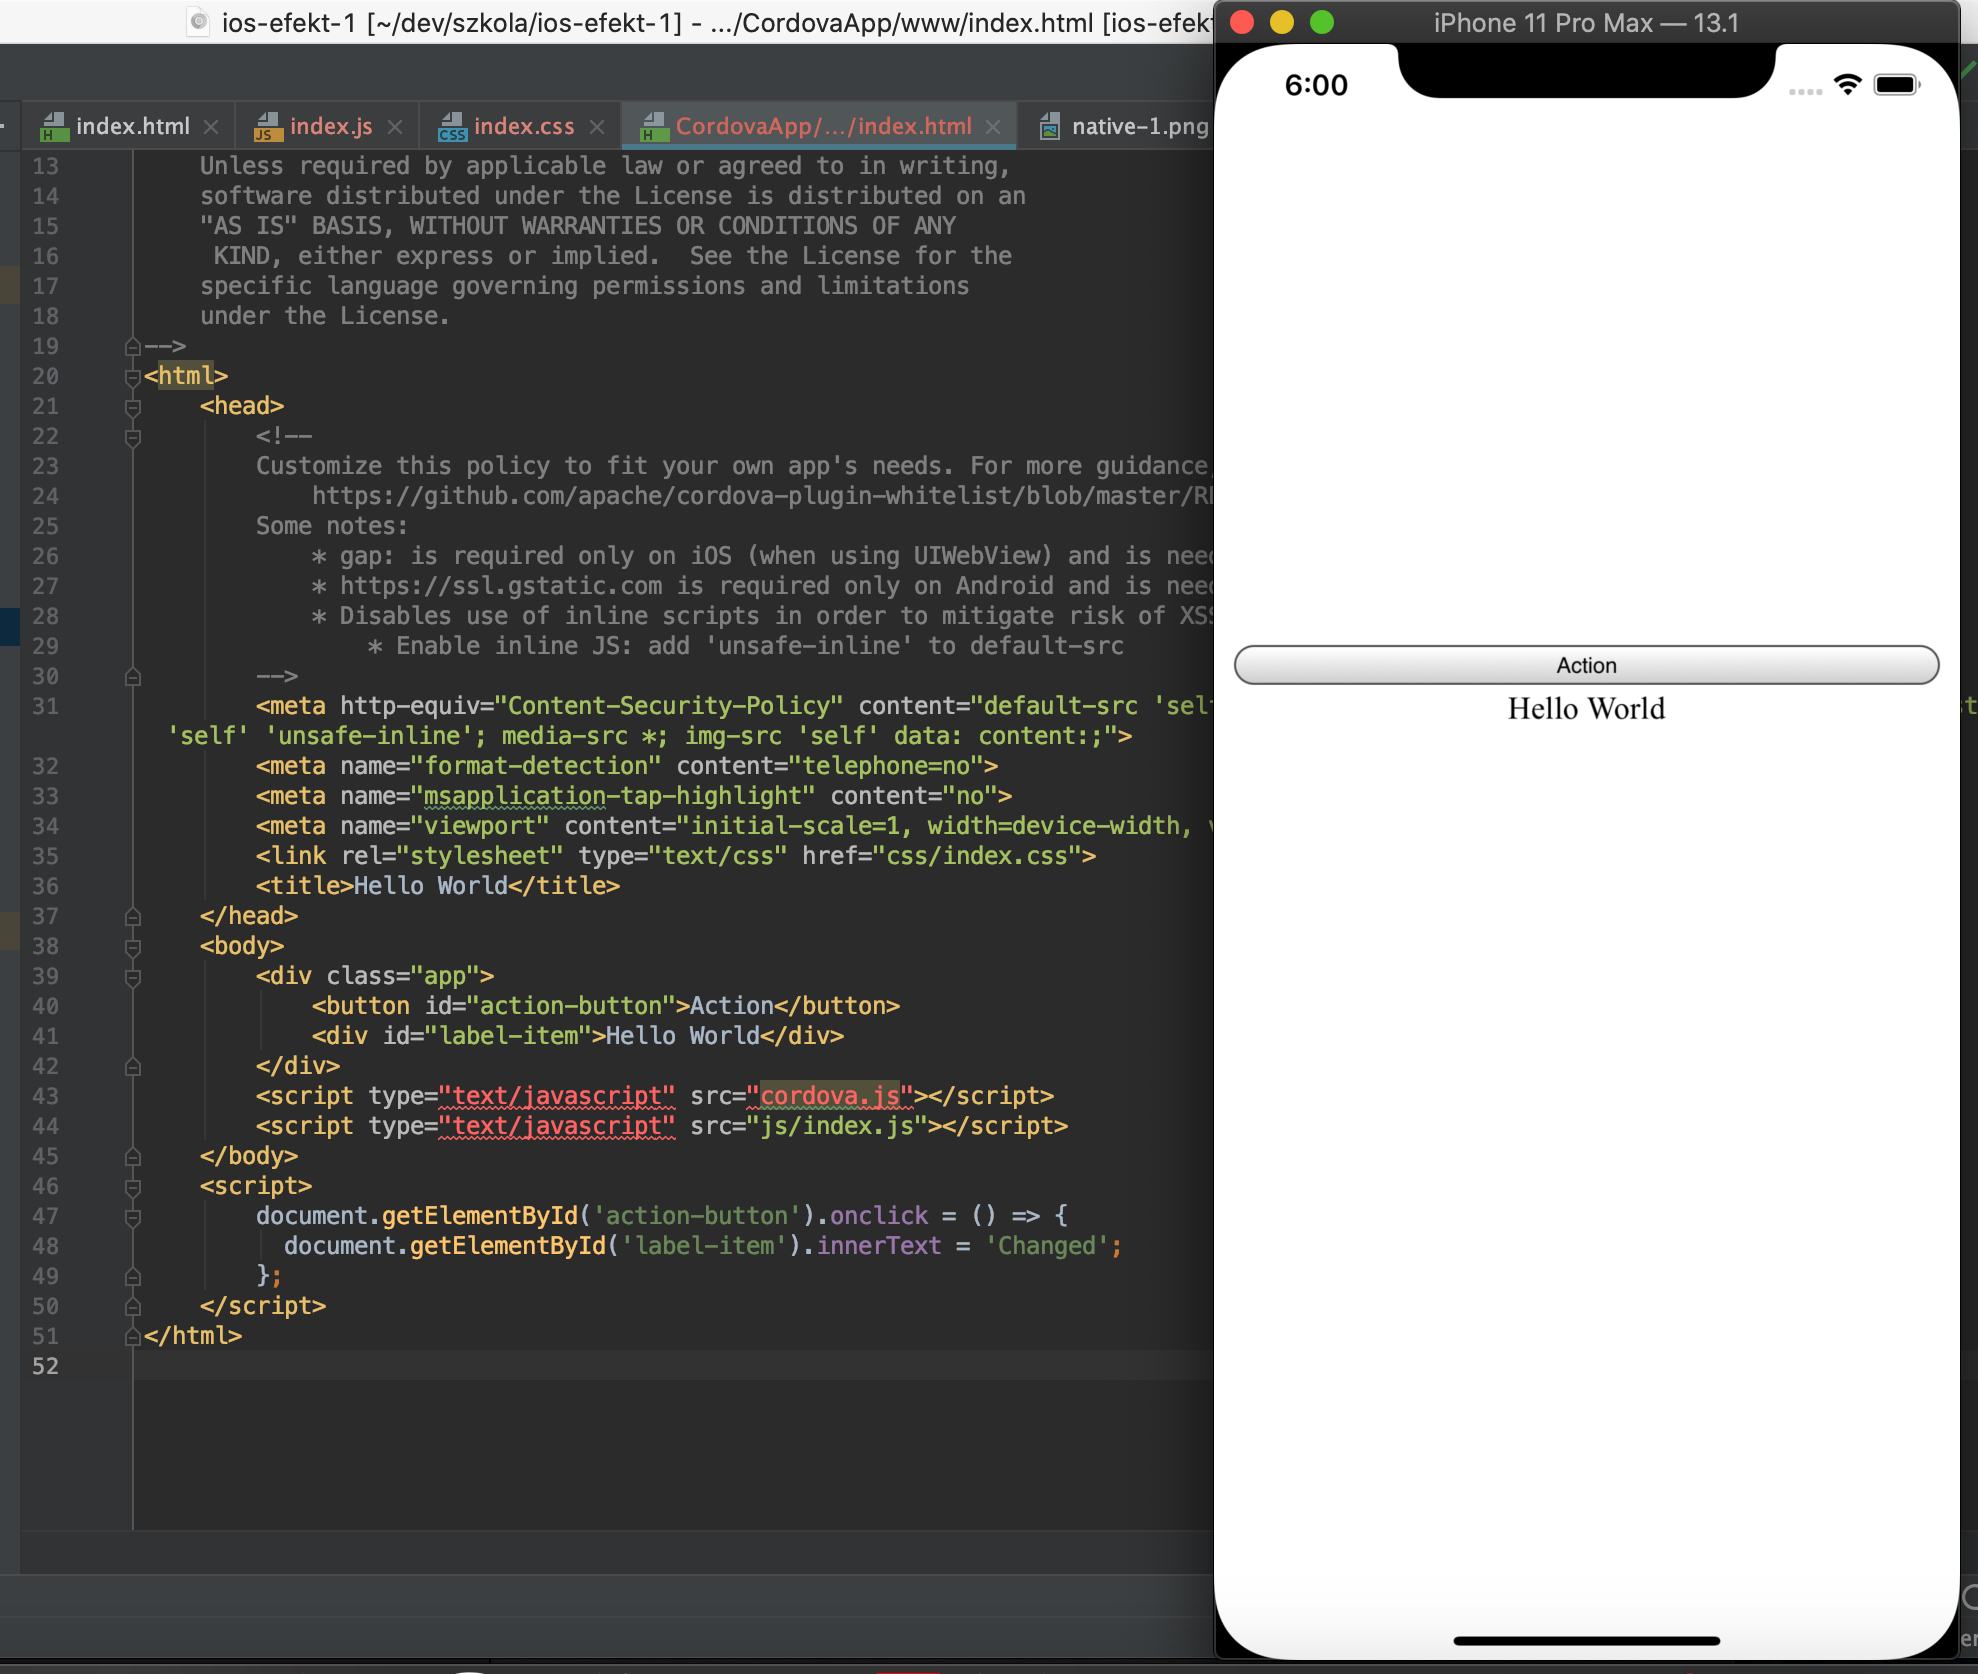 ios-efekt-1 [~/dev/szkola/ios-efekt-1] - .../CordovaApp/www/index.html [ios-efekt
index.html
index.js
index.css
CordovaApp/.../index.html
native-1.png
13 Unless required by applicable law or agreed to in writing,
14 software distributed under the License is distributed on an
15 "AS IS" BASIS, WITHOUT WARRANTIES OR CONDITIONS OF ANY
16 KIND, either express or implied.  See the License for the
17 specific language governing permissions and limitations
18 under the License.
19 -->
20 <html>
21 <head>
22 <!--
23 Customize this policy to fit your own app's needs. For more guidance,
24 https://github.com/apache/cordova-plugin-whitelist/blob/master/
25 Some notes:
26 * gap: is required only on iOS (when using UIWebView) and is
27 * https://ssl.gstatic.com is required only on Android and is
28 * Disables use of inline scripts in order to mitigate risk of XSS
29 * Enable inline JS: add 'unsafe-inline' to default-src
30 -->
31 <meta http-equiv="Content-Security-Policy" content="default-src
'self' 'unsafe-inline'; media-src *; img-src 'self' data: content:;">
32 <meta name="format-detection" content="telephone=no">
33 <meta name="msapplication-tap-highlight" content="no">
34 <meta name="viewport" content="initial-scale=1, width=device-width,
35 <link rel="stylesheet" type="text/css" href="css/index.css">
36 <title>Hello World</title>
37 </head>
38 <body>
39 <div class="app">
40 <button id="action-button">Action</button>
41 <div id="label-item">Hello World</div>
42 </div>
43 <script type="text/javascript" src="cordova.js"></script>
44 <script type="text/javascript" src="js/index.js"></script>
45 </body>
46 <script>
47 document.getElementById('action-button').onclick = () => {
48 document.getElementById('label-item').innerText = 'Changed';
49 };
50 </script>
51 </html>
52
iPhone 11 Pro Max — 13.1
6:00
Action
Hello World